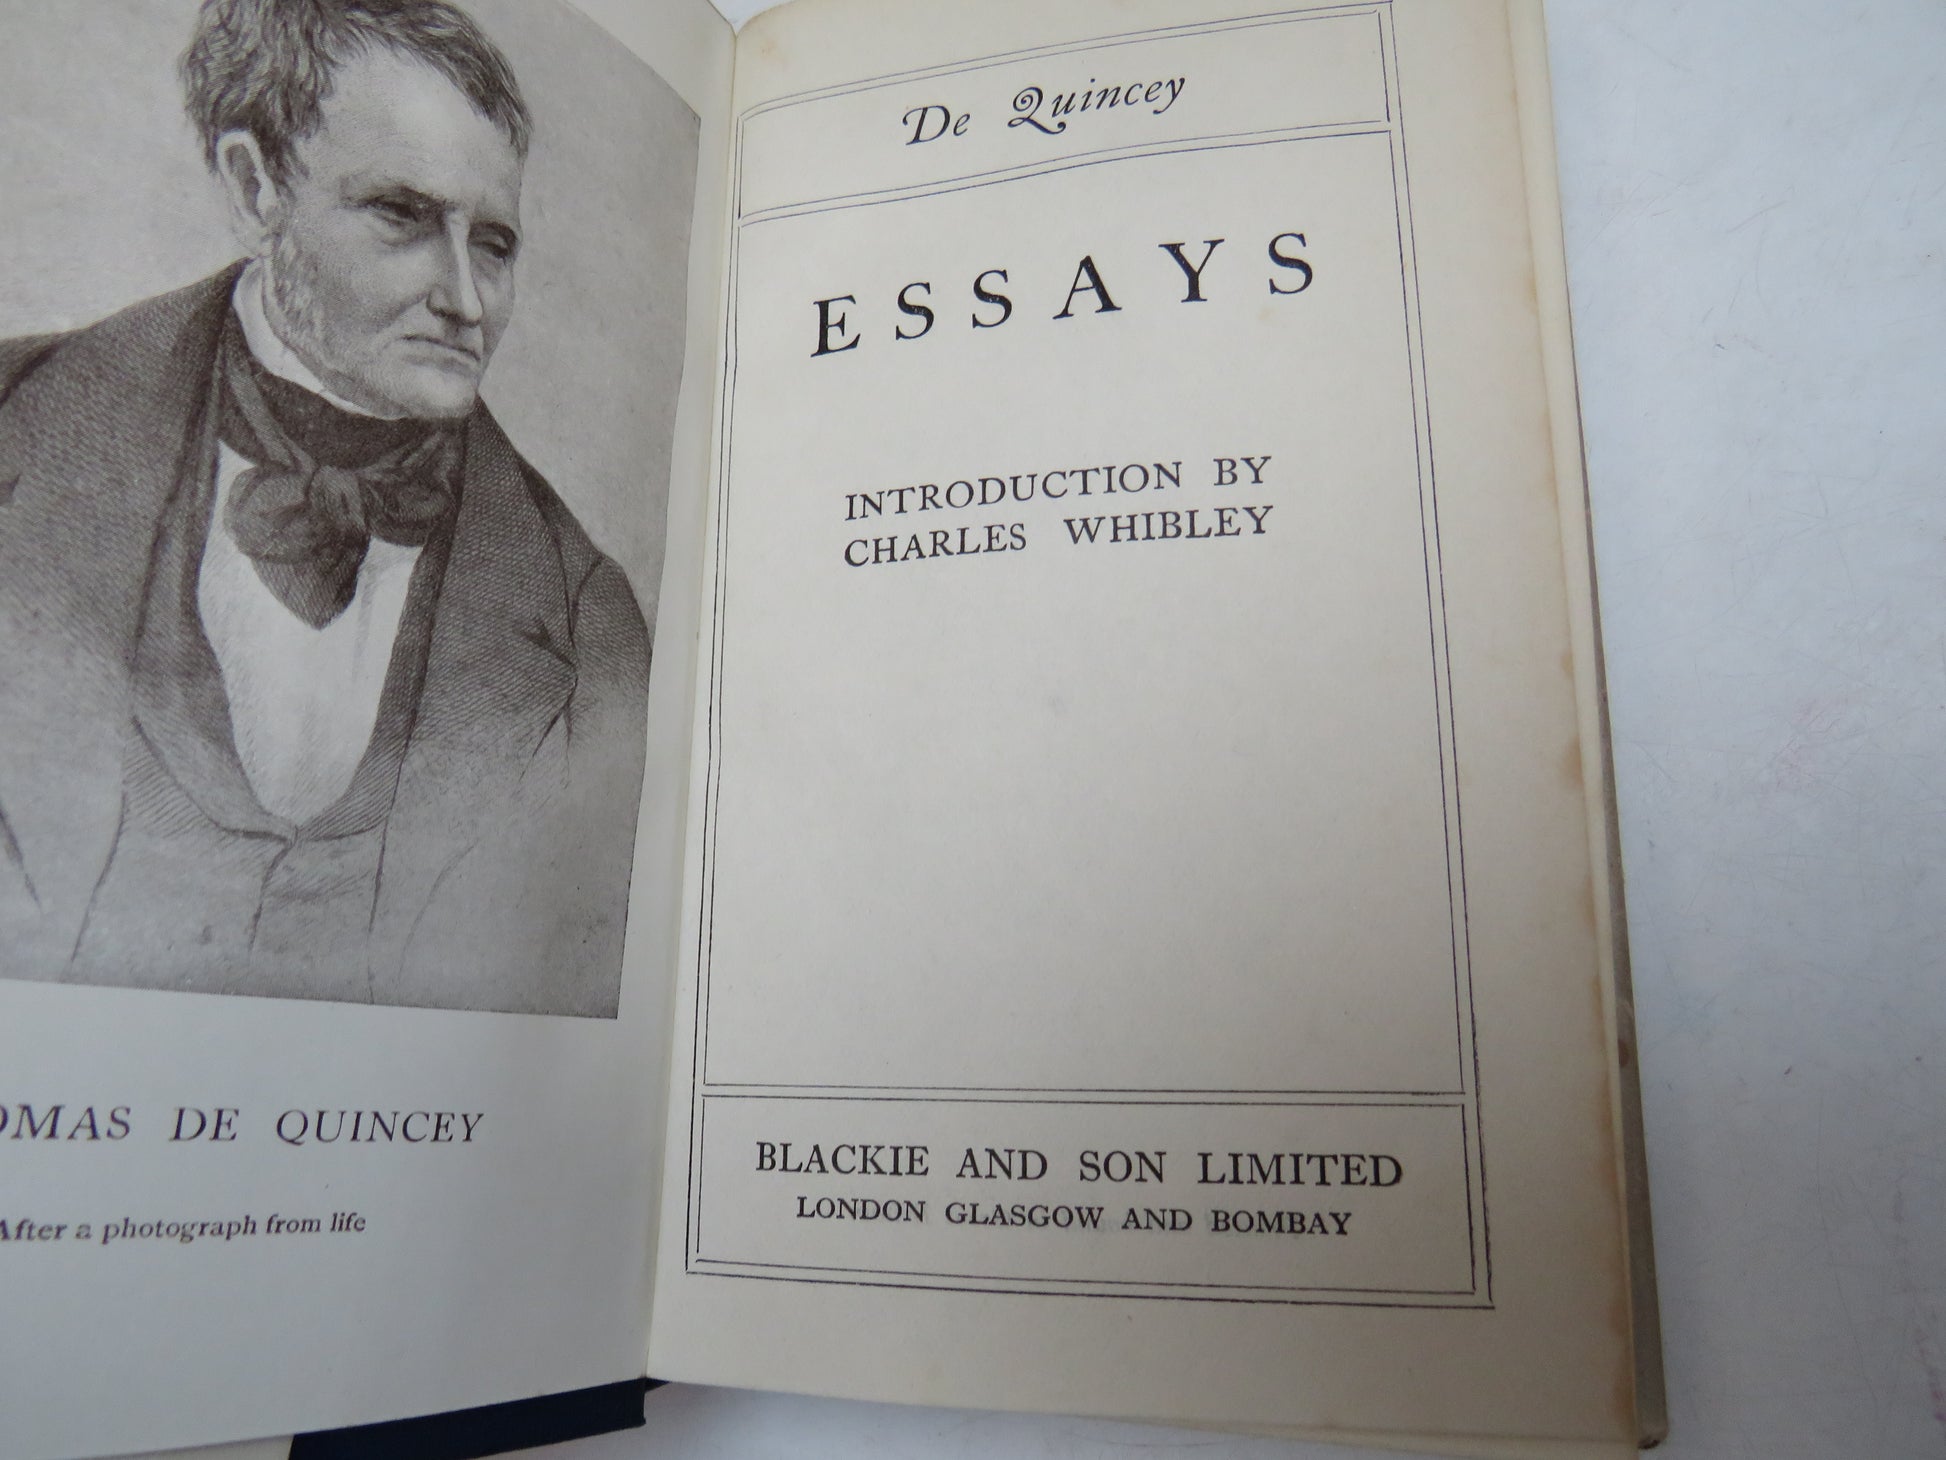 OMAS DE QUINCEY
After a photograph from life
De Quincey
ESSAYS
INTRODUCTION BY
CHARLES WHIBLEY
BLACKIE AND SON LIMITED
LONDON GLASGOW AND BOMBAY